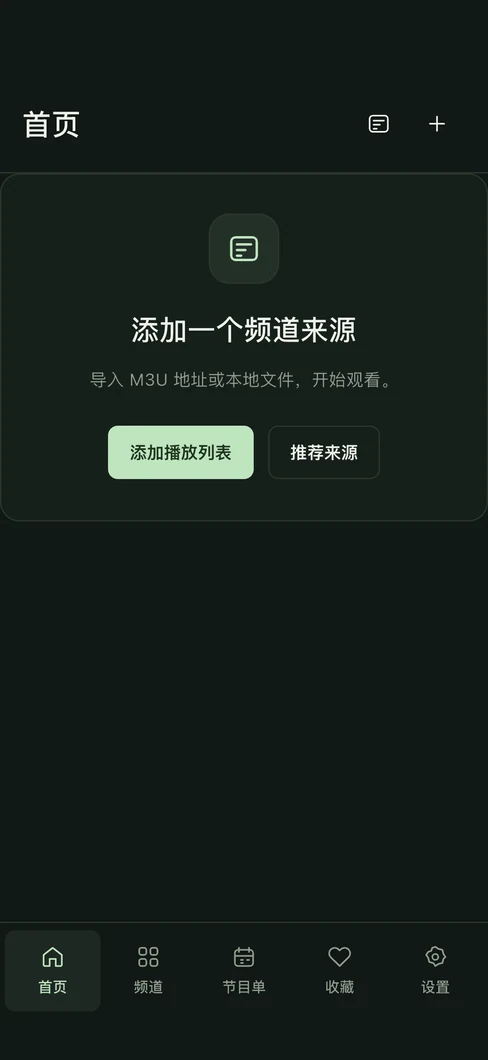 首页
添加一个频道来源
导入 M3U 地址或本地文件，开始观看。
添加播放列表
推荐来源
首页
频道
节目单
收藏
设置